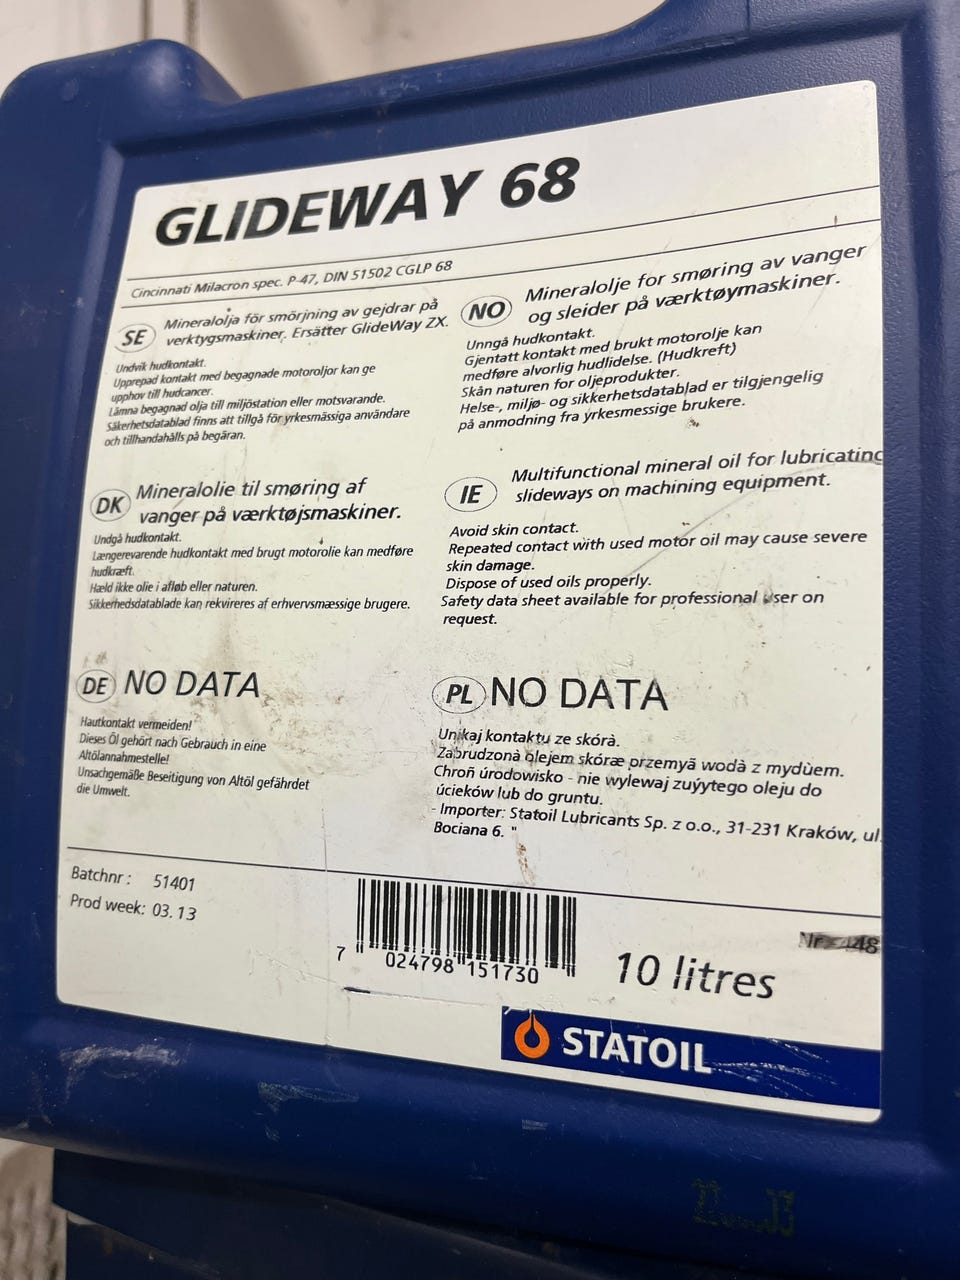 GLIDEWAY 68
Cincinnati Milacron spec. P-47, DIN 51502 CGLP 68
SE
Mineralolja för smörjning av gejdrar på
verktygsmaskiner. Ersätter GlideWay ZX.
Undvik hudkontakt.
Upprepad kontakt med begagnade motoroljor kan ge
upphov till hudcancer.
Lämna begagnad olja till miljöstation eller motsvarande.
Säkerhetsdatablad finns att tillgå för yrkesmässiga användare
och tillhandahålls på begäran.
NO
Mineralolje for smøring av vanger
og sleider på værktøymaskiner.
Unngå hudkontakt.
Gjentatt kontakt med brukt motorolje kan
medføre alvorlig hudlidelse. (Hudkreft)
Skån naturen for oljeprodukter.
Helse-, miljø- og sikkerhetsdatablad er tilgjengelig
på anmodning fra yrkesmessige brukere.
DK
Mineralolie til smøring af
vanger på værktøjsmaskiner.
Undgå hudkontakt.
Længerevarende hudkontakt med brugt motorolie kan medføre
hudkræft.
Hæld ikke olie i afløb eller naturen.
Sikkerhedsdatablade kan rekvireres af erhvervsmæssige brugere.
IE
Multifunctional mineral oil for lubricating
slideways on machining equipment.
Avoid skin contact.
Repeated contact with used motor oil may cause severe
skin damage.
Dispose of used oils properly.
Safety data sheet available for professional user on
request.
DE NO DATA
Hautkontakt vermeiden!
Dieses Öl gehört nach Gebrauch in eine
Altölannahmestelle!
Unsachgemäße Beseitigung von Altöl gefährdet
die Umwelt.
PL NO DATA
Unikaj kontaktu ze skórà.
Zabrudzonà olejem skóræ przemyä wodà z mydùem.
Chroñ úrodowisko - nie wylewaj zuýytego oleju do
úcieków lub do gruntu.
- Importer: Statoil Lubricants Sp. z o.o., 31-231 Kraków, ul.
Bociana 6. "
Batchnr: 51401
Prod week: 03.13
7 024798 151730
10 litres
Nr 448
STATOIL